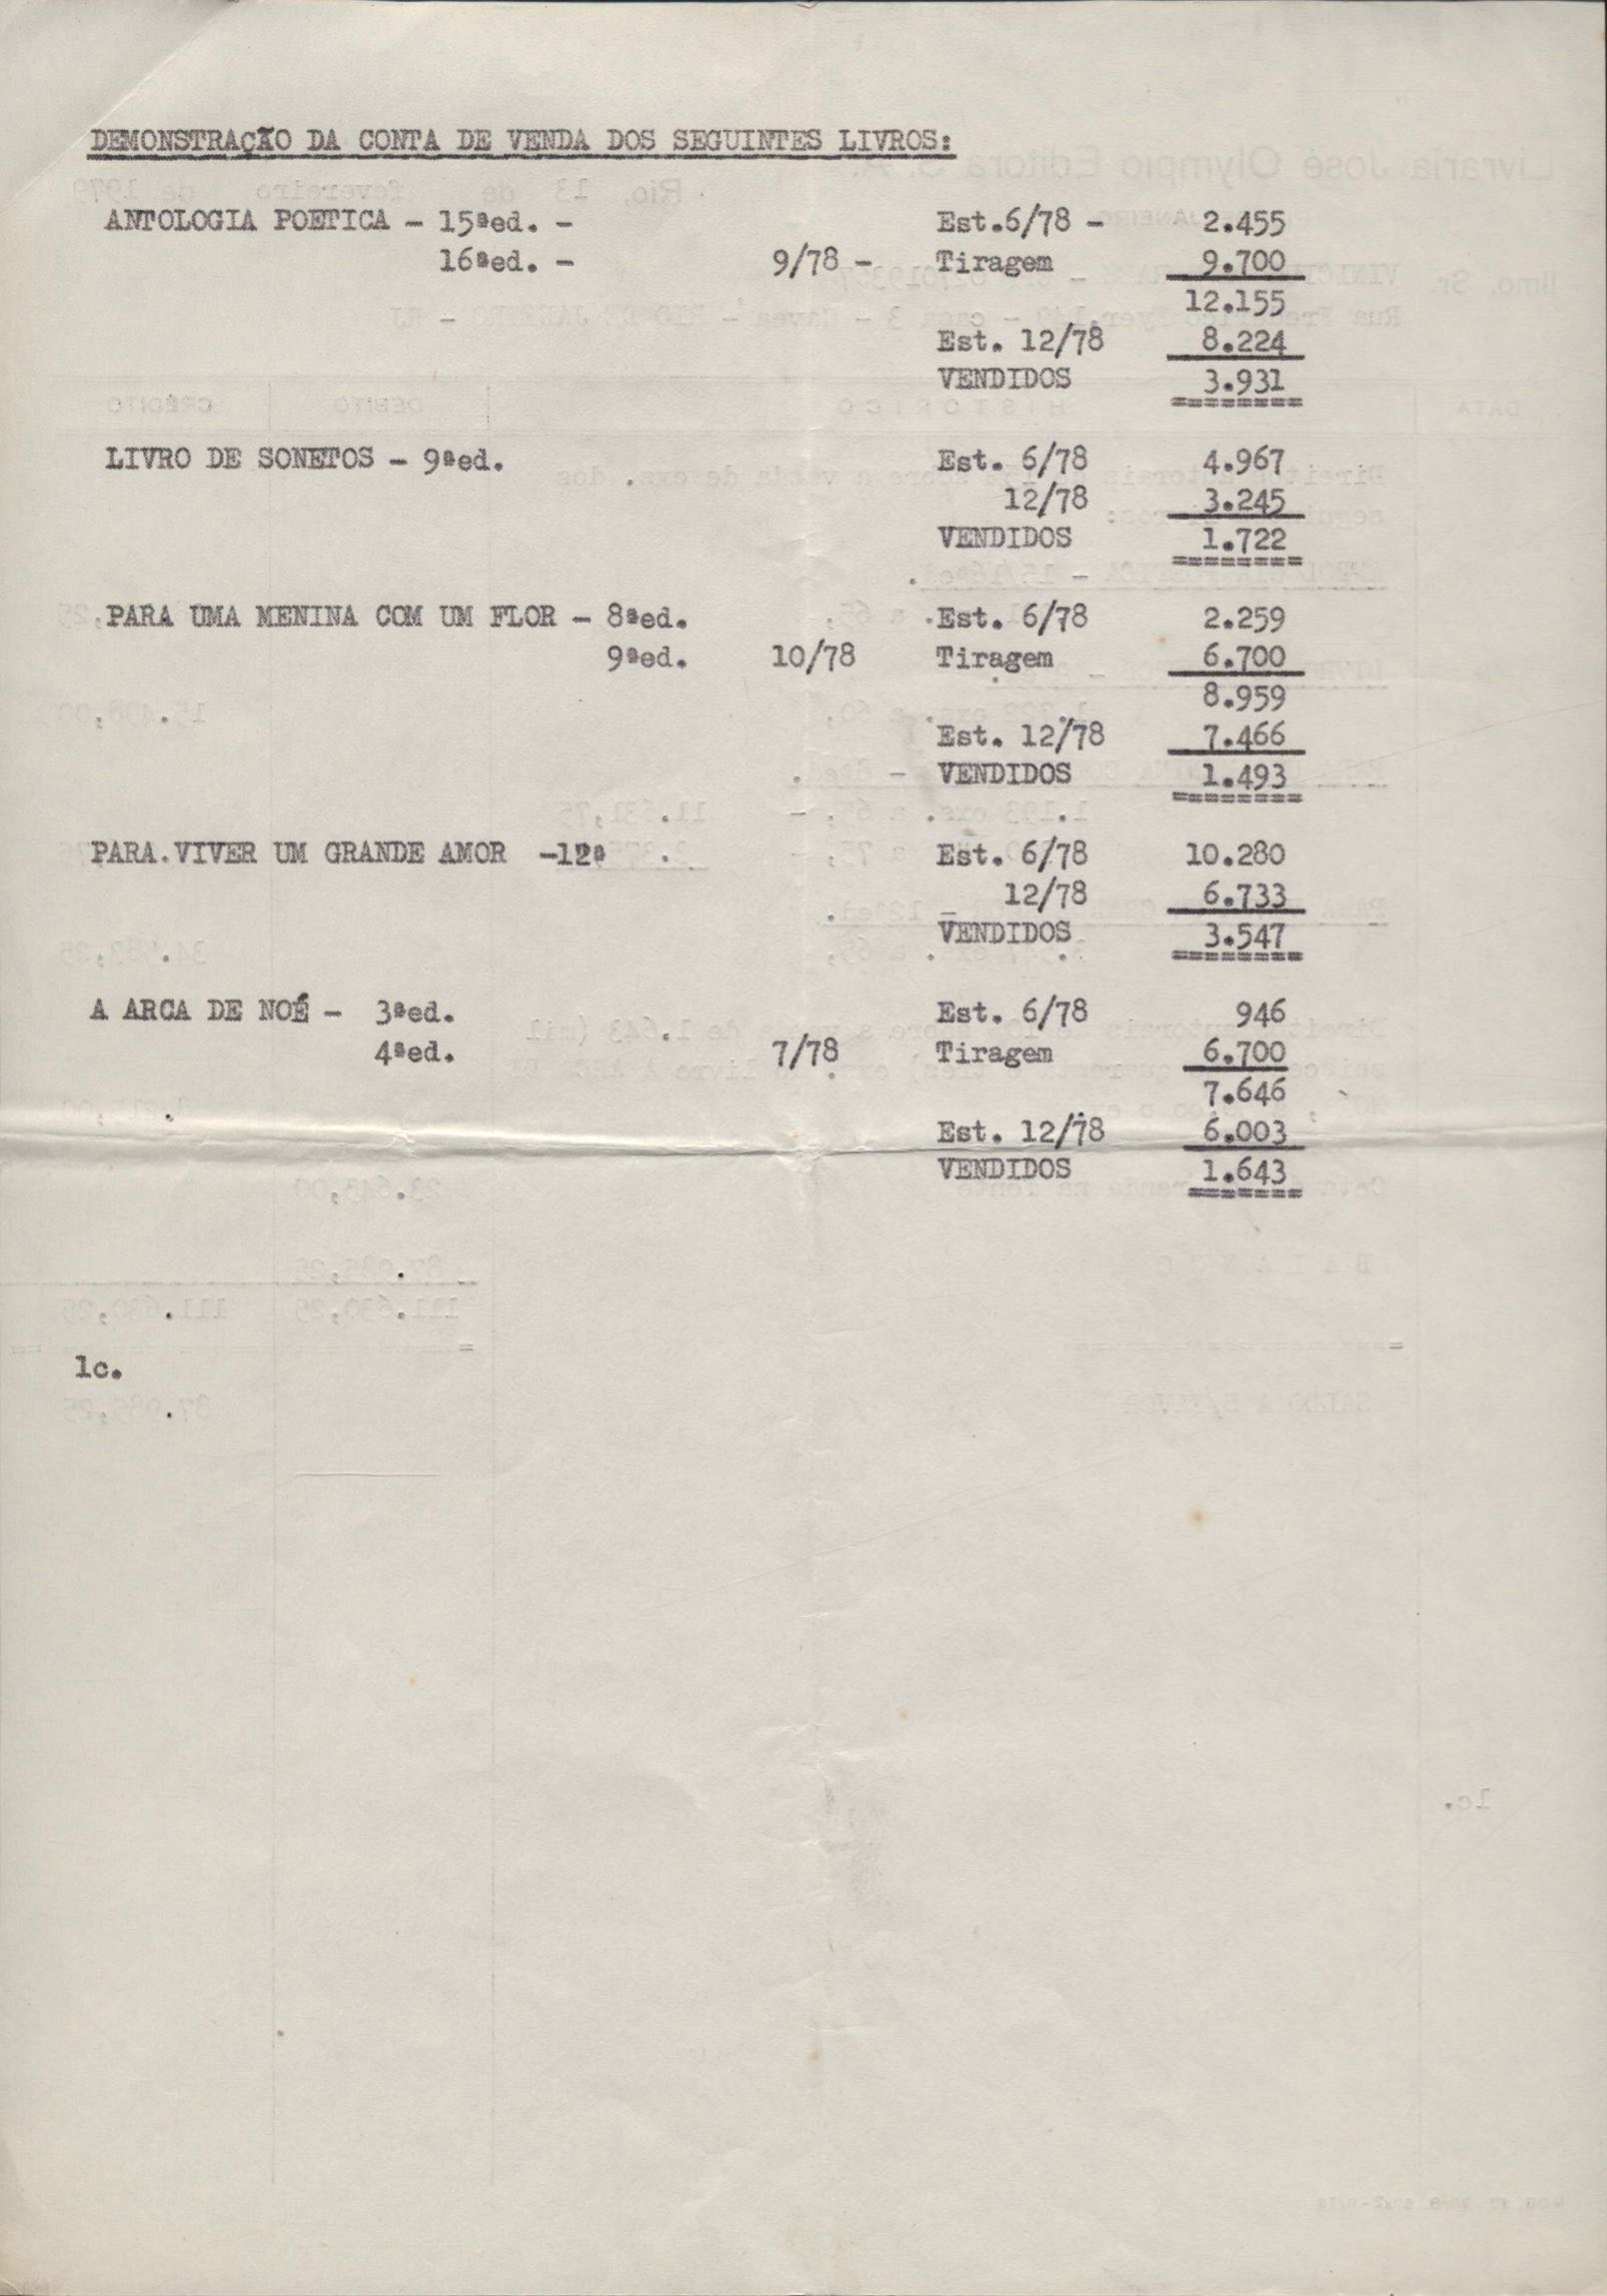 DEMONSTRAÇÃO DA CONTA DE VENDA DOS SEGUINTES LIVROS:
ANTOLOGIA POETICA - 15ªed. - Est.6/78 - 2.455
16ªed. - 9/78 - Tiragem 9.700
12.155
Est. 12/78 8.224
VENDIDOS 3.931
========
LIVRO DE SONETOS - 9ªed. Est. 6/78 4.967
12/78 3.245
VENDIDOS 1.722
========
PARA UMA MENINA COM UM FLOR - 8ªed. Est. 6/78 2.259
9ªed. 10/78 Tiragem 6.700
8.959
Est. 12/78 7.466
VENDIDOS 1.493
========
PARA.VIVER UM GRANDE AMOR -12ª Est. 6/78 10.280
12/78 6.733
VENDIDOS 3.547
========
A ARCA DE NOÉ - 3ªed. Est. 6/78 946
4ªed. 7/78 Tiragem 6.700
7.646
Est. 12/78 6.003
VENDIDOS 1.643
=======
lc.